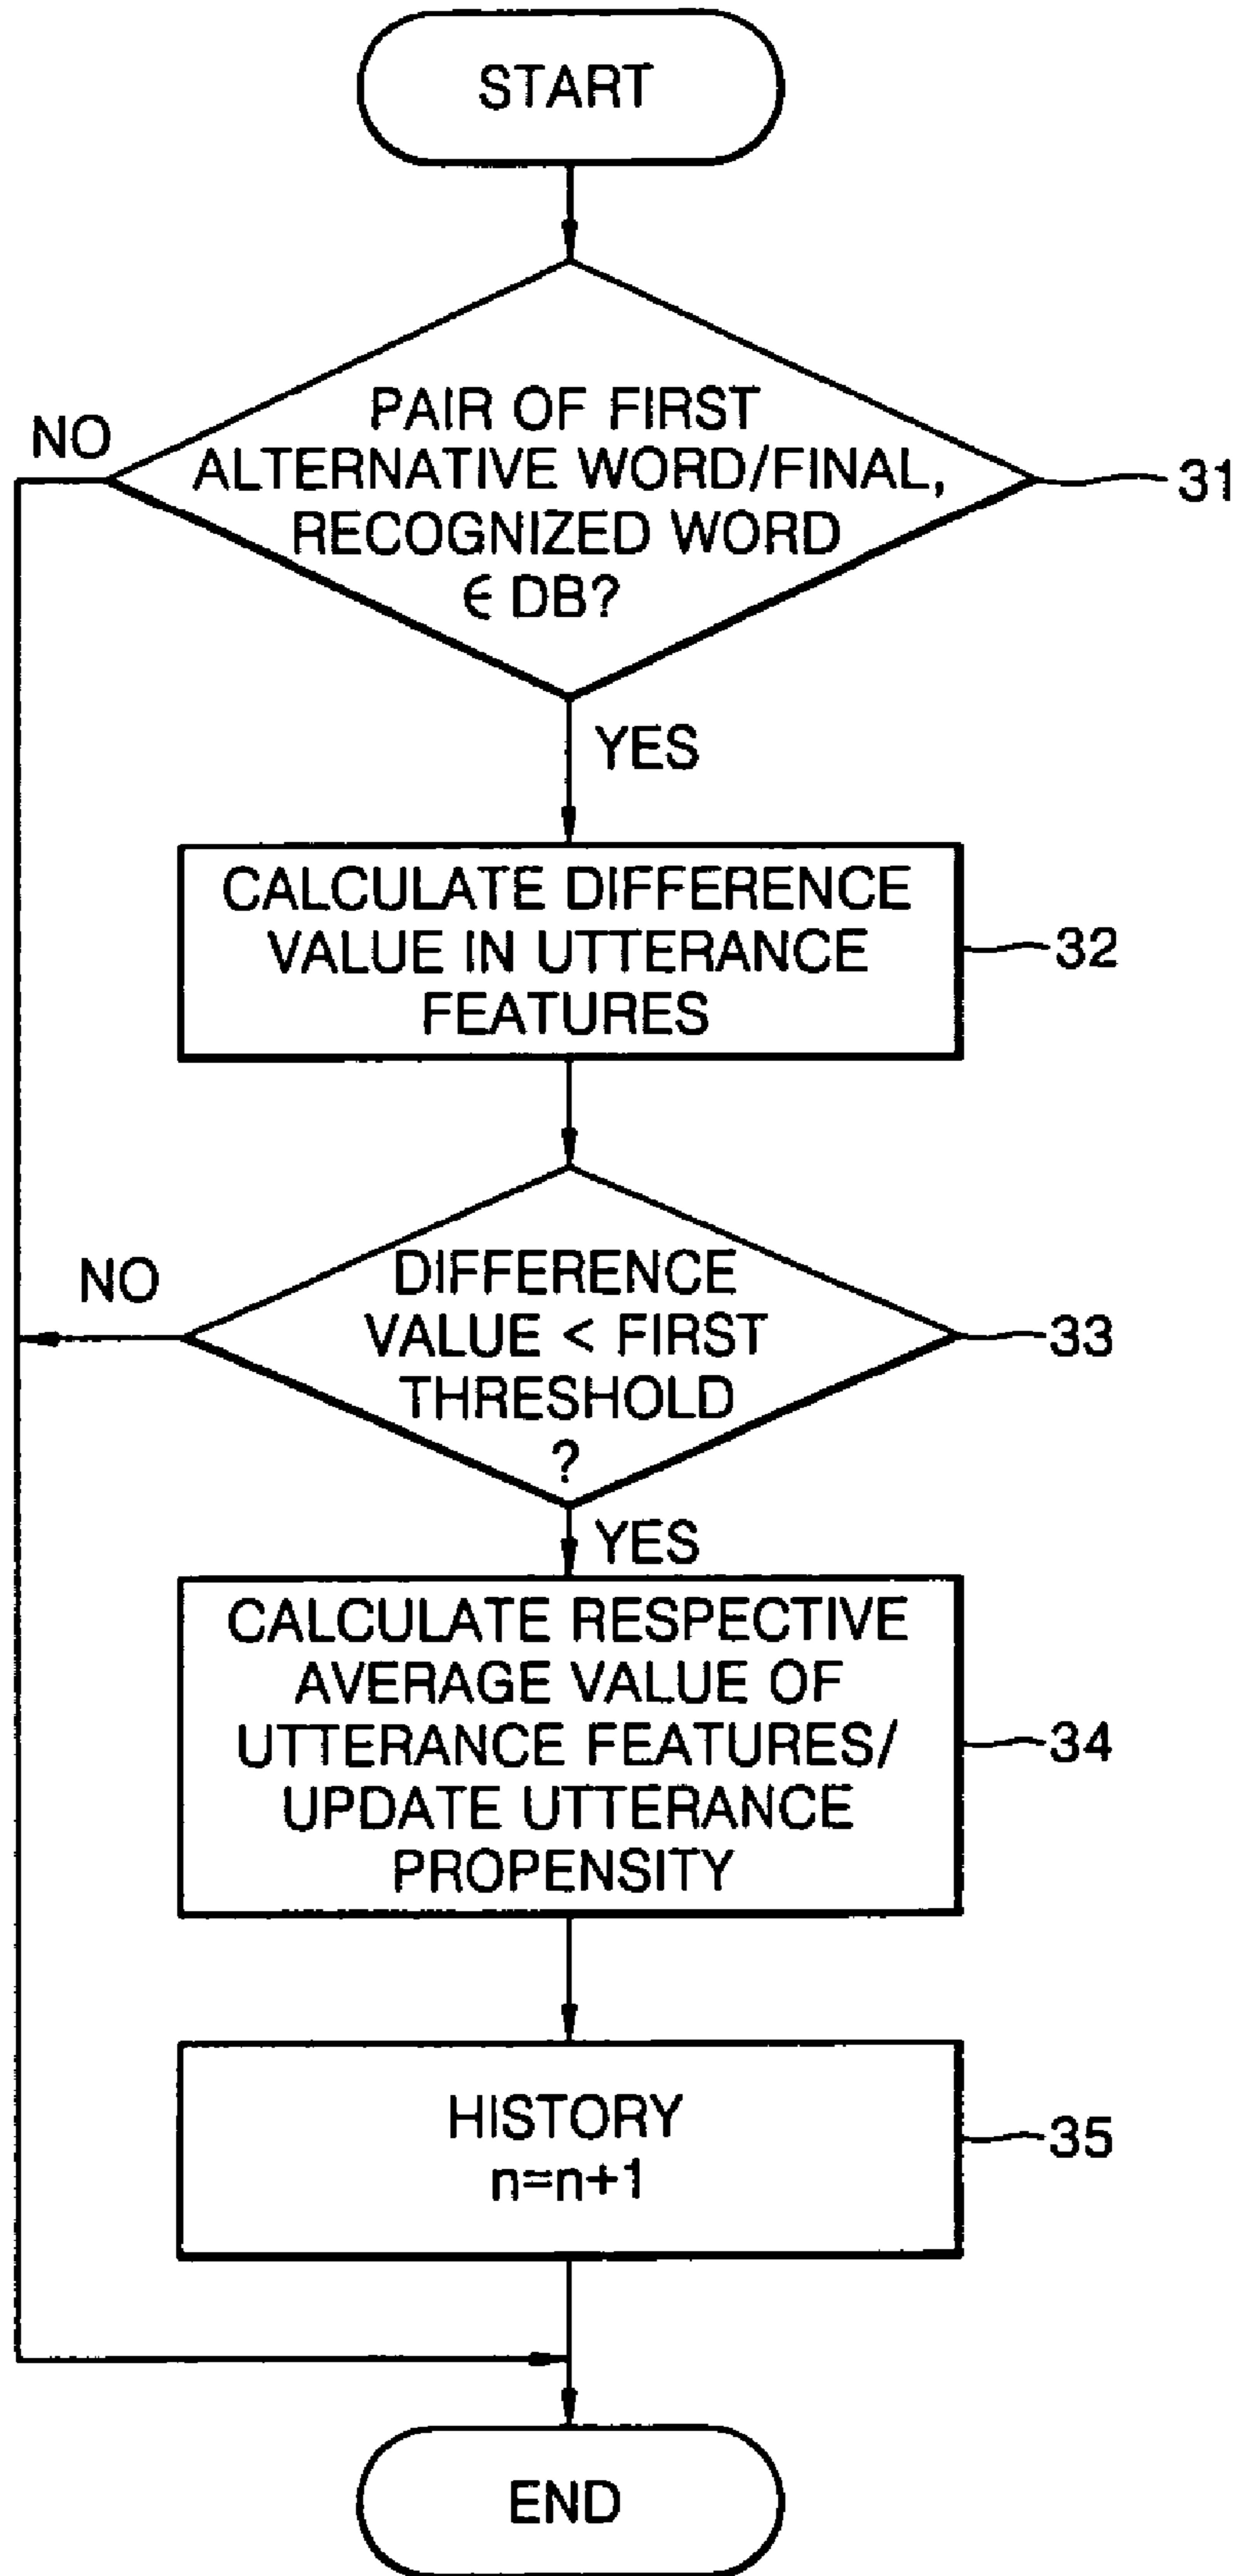 START
PAIR OF FIRST
NO
ALTERNATIVE WORD/FINAL,
31
RECOGNIZED WORD
∈ DB?
YES
CALCULATE DIFFERENCE
VALUE IN UTTERANCE
32
FEATURES
DIFFERENCE
NO
VALUE < FIRST
33
THRESHOLD
?
YES
CALCULATE RESPECTIVE
AVERAGE VALUE OF
UTTERANCE FEATURES/
34
UPDATE UTTERANCE
PROPENSITY
HISTORY
35
n=n+1
END